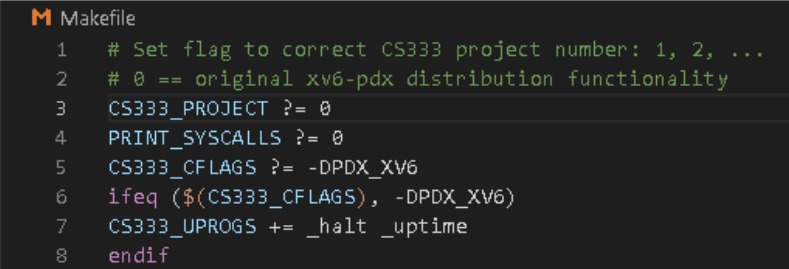 Makefile
1 # Set flag to correct CS333 project number: 1, 2, ...
2 # 0 == original xv6-pdx distribution functionality
3 CS333_PROJECT ?= 0
4 PRINT_SYSCALLS ?= 0
5 CS333_CFLAGS ?= -DPDX_XV6
6 ifeq ($(CS333_CFLAGS), -DPDX_XV6)
7 CS333_UPROGS += _halt _uptime
8 endif